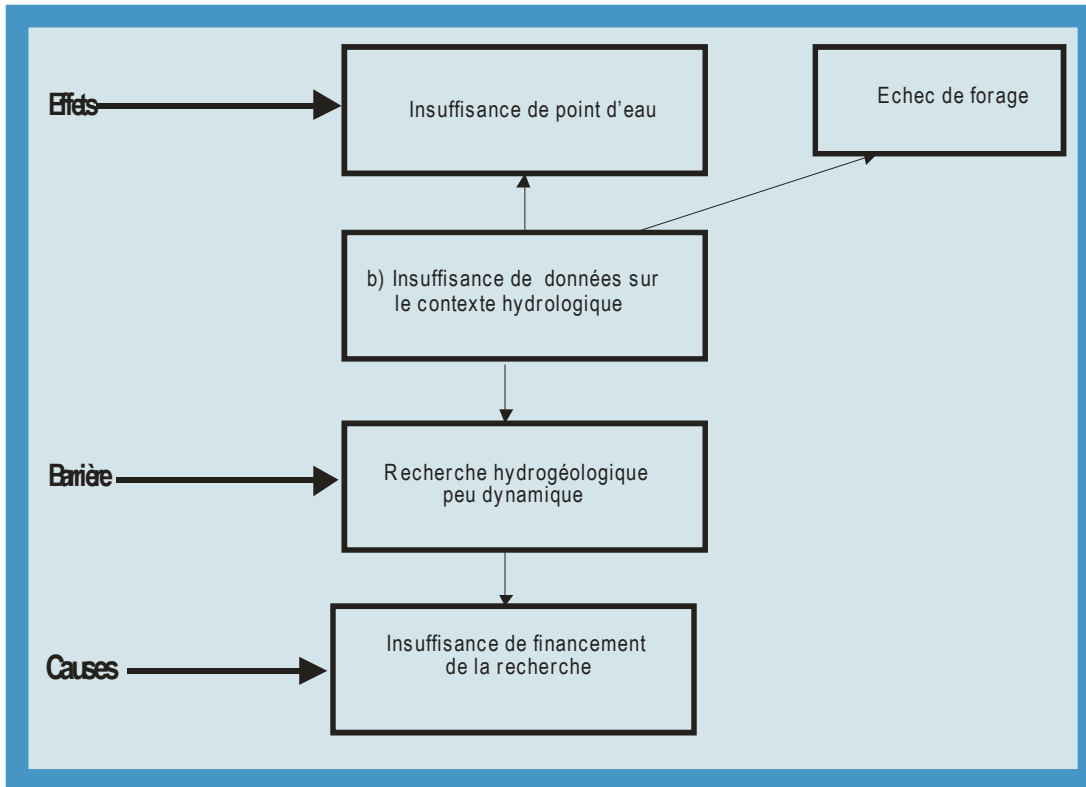 Effets
Insuffisance de point d'eau
Echec de forage
b) Insuffisance de données sur
le contexte hydrologique
Barrière
Recherche hydrogéologique
peu dynamique
Causes
Insuffisance de financement
de la recherche